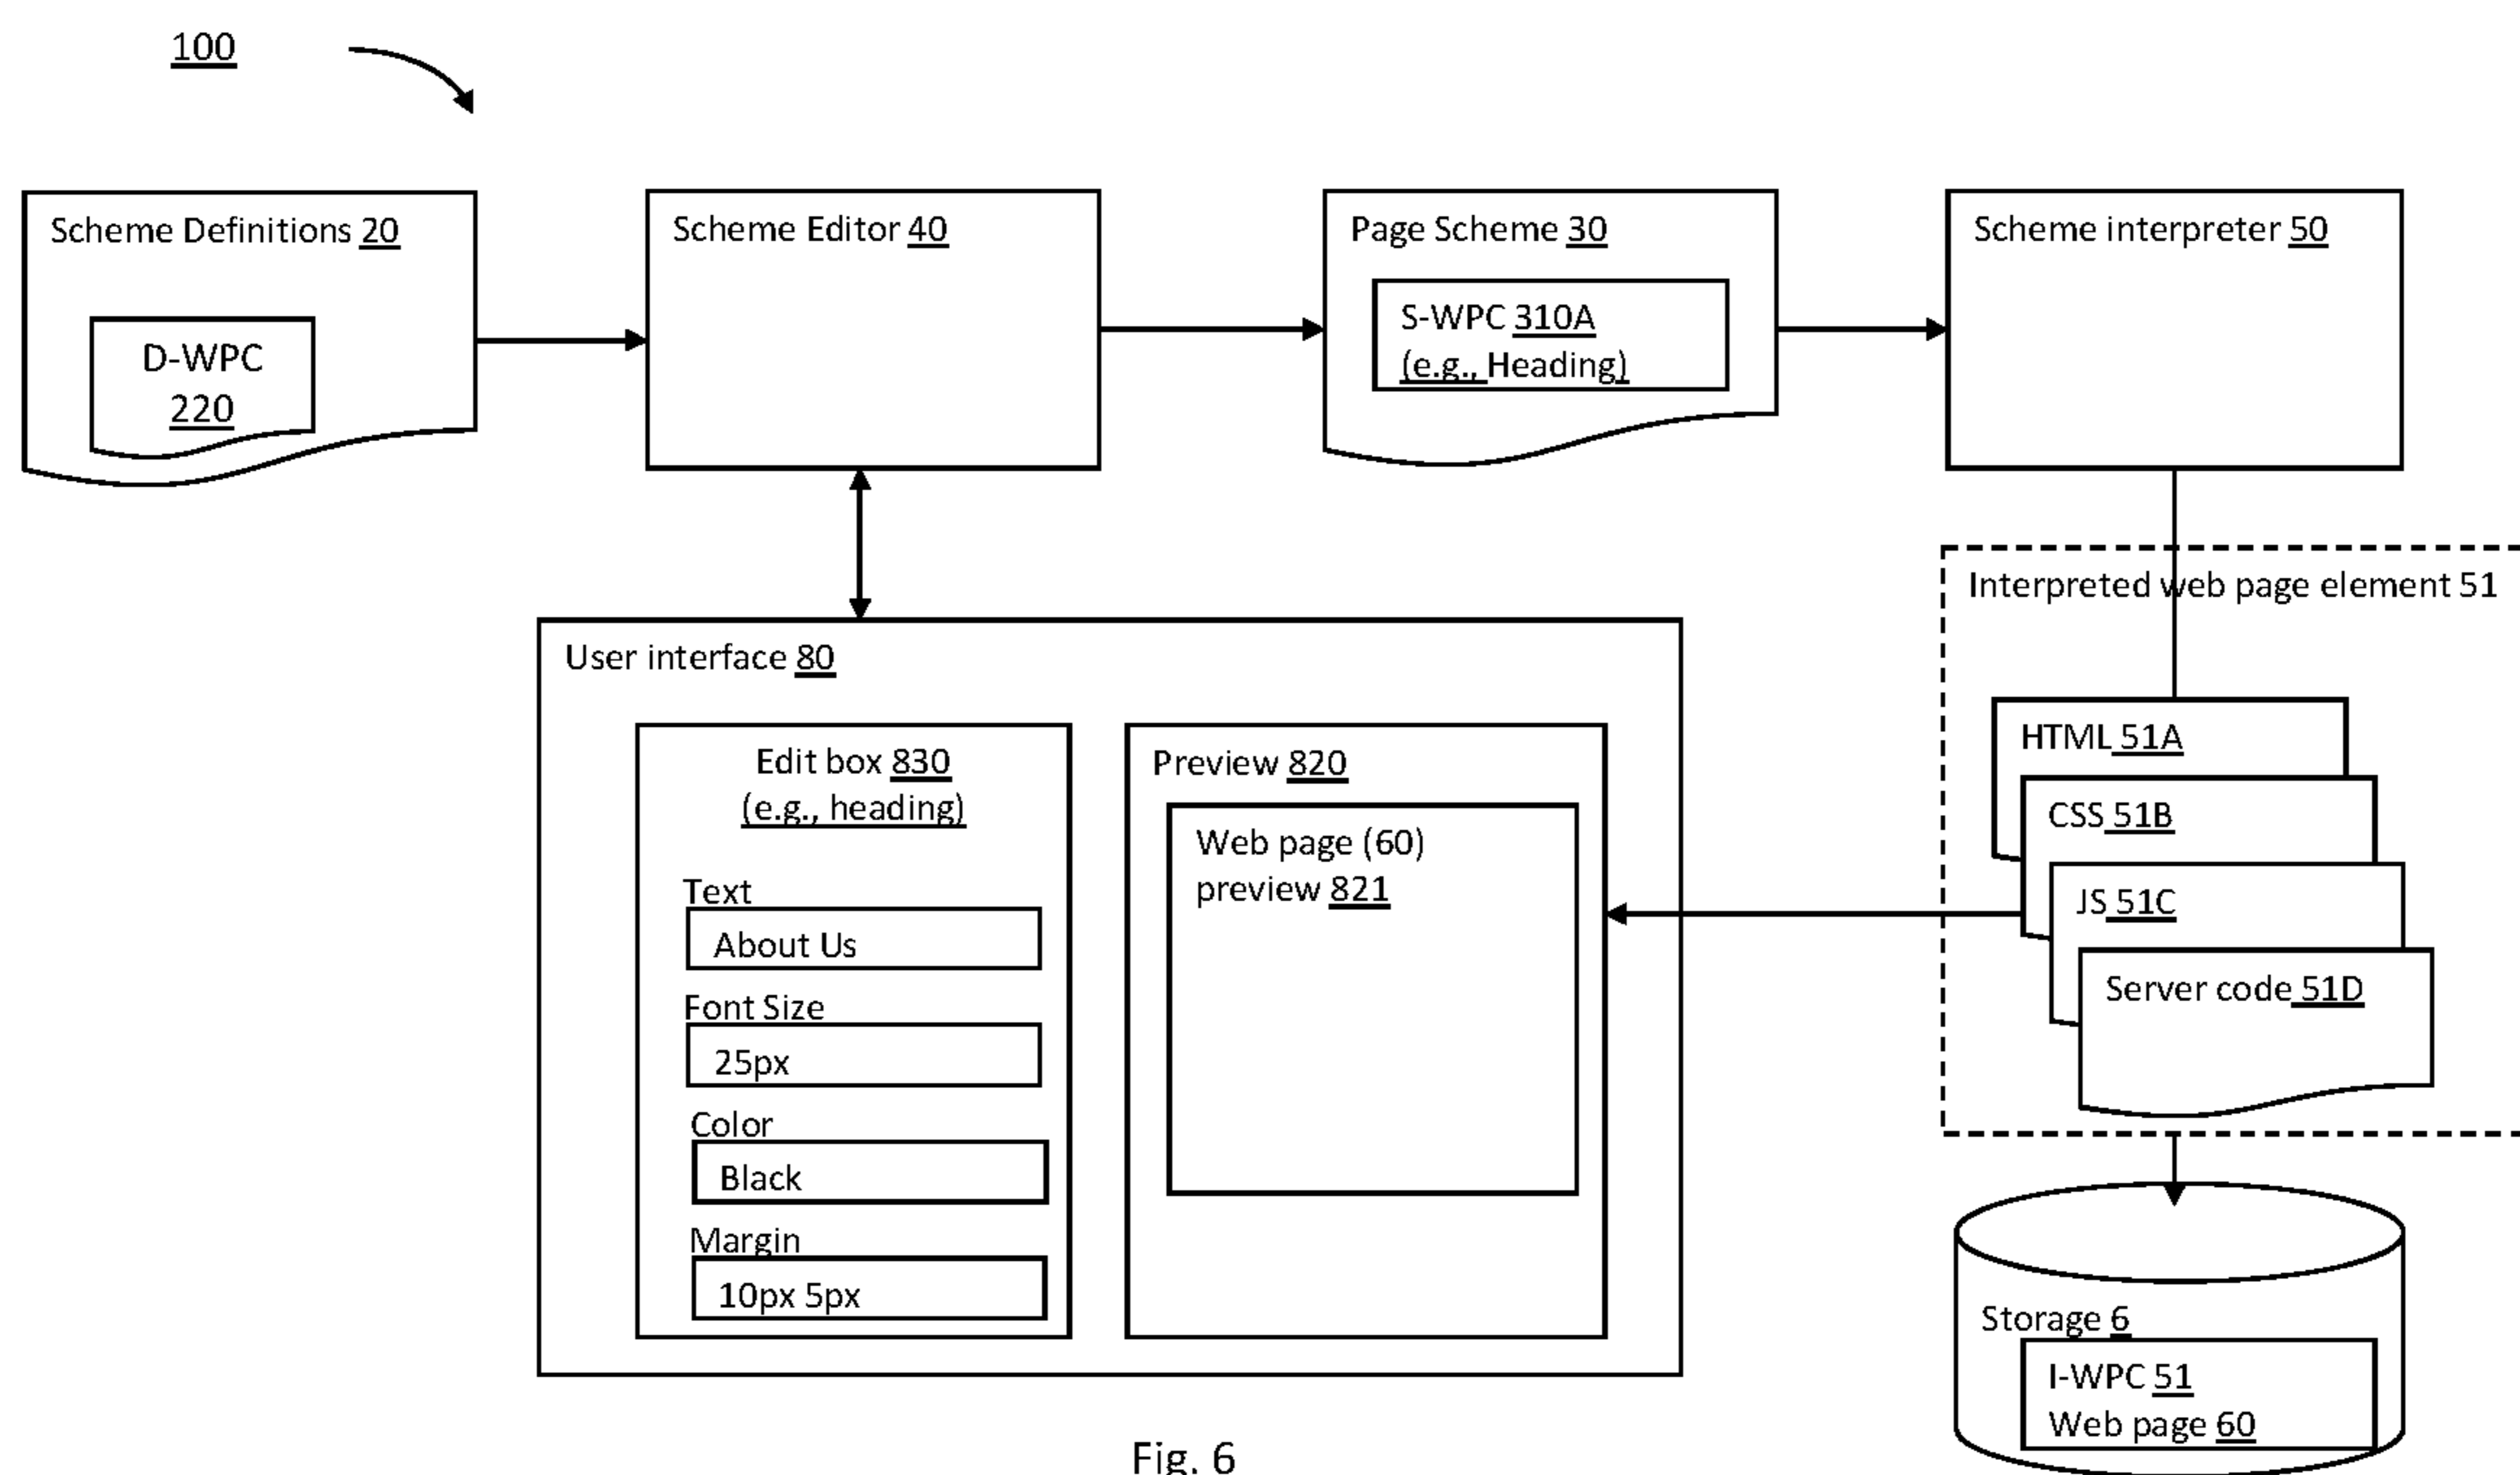 100
Scheme Definitions 20
D-WPC
220
Scheme Editor 40
Page Scheme 30
S-WPC 310A
(e.g., Heading)
Scheme interpreter 50
Interpreted web page element 51
HTML 51A
CSS 51B
JS 51C
Server code 51D
User interface 80
Edit box 830
(e.g., heading)
Text
About Us
Font Size
25px
Color
Black
Margin
10px 5px
Preview 820
Web page (60)
preview 821
Storage 6
I-WPC 51
Web page 60
Fig. 6